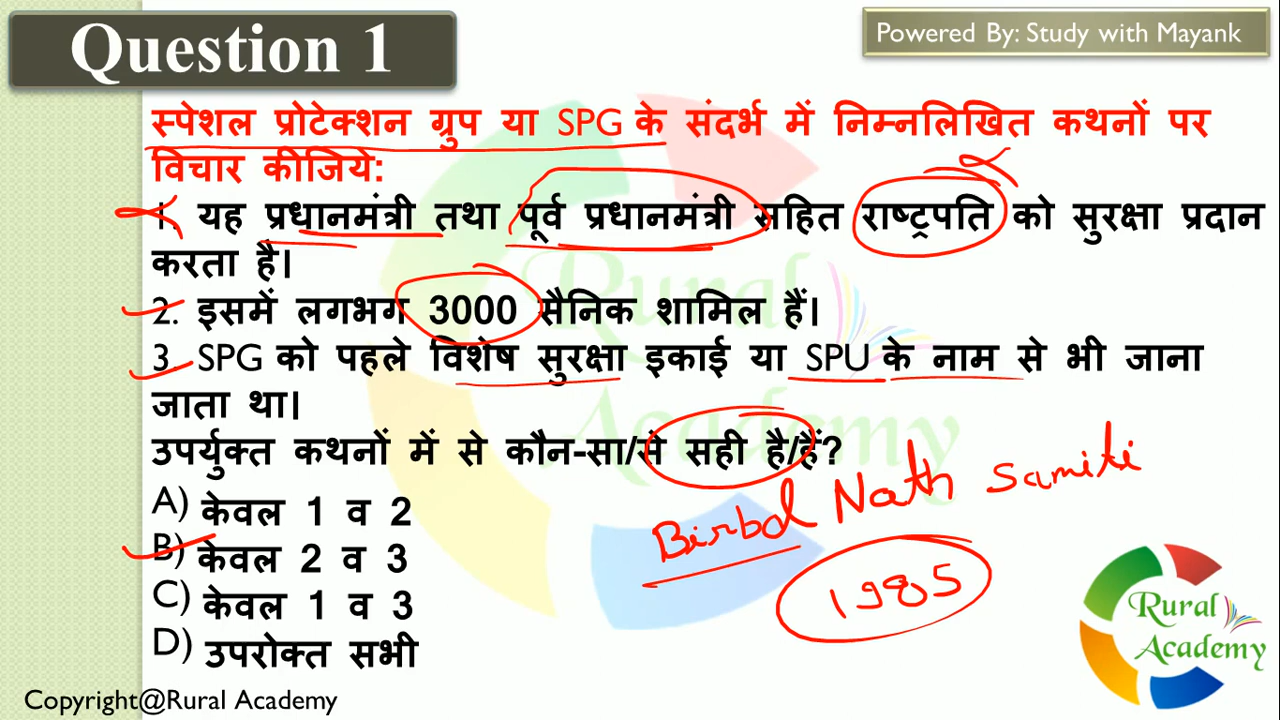 Question 1
Powered By: Study with Mayank
स्पेशल प्रोटेक्शन ग्रुप या SPG के संदर्भ में निम्नलिखित कथनों पर
विचार कीजिये:
1. यह प्रधानमंत्री तथा पूर्व प्रधानमंत्री सहित राष्ट्रपति को सुरक्षा प्रदान
करता है।
2. इसमें लगभग 3000 सैनिक शामिल हैं।
3. SPG को पहले विशेष सुरक्षा इकाई या SPU के नाम से भी जाना
जाता था।
उपर्युक्त कथनों में से कौन-सा/से सही है/हैं?
A) केवल 1 व 2
B) केवल 2 व 3
C) केवल 1 व 3
D) उपरोक्त सभी
Birbal Nath Samiti
1985
Rural
Academy
Rural
Academy
Copyright@Rural Academy